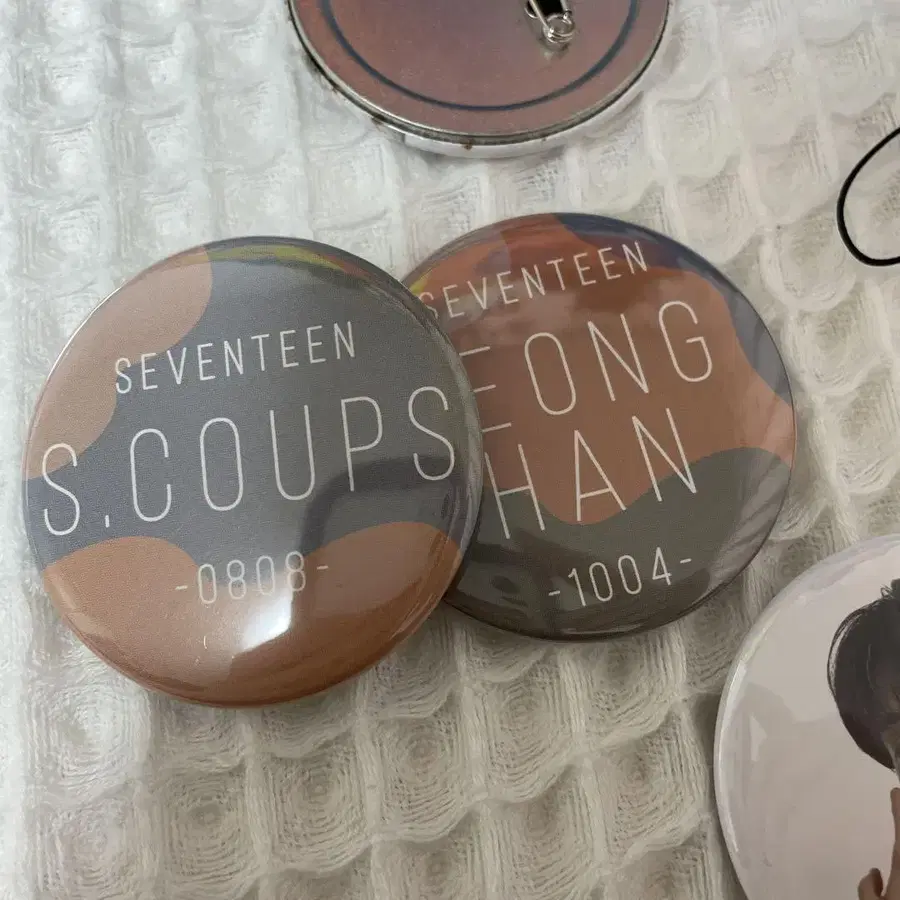 SEVENTEEN
S.COUPS
-0808-
SEVENTEEN
EONG
HAN
-1004-